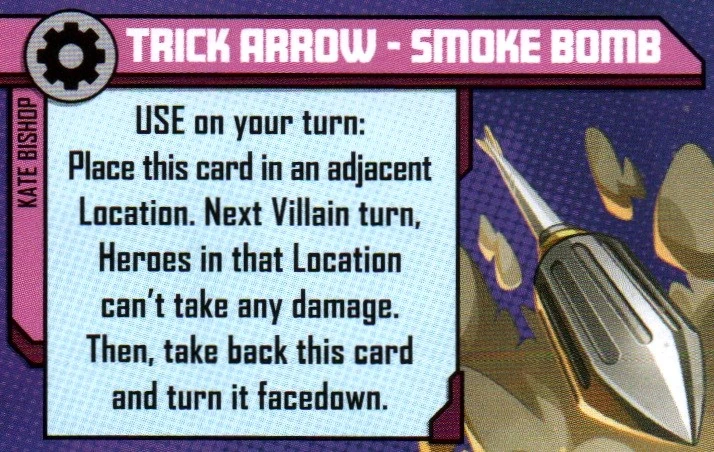 TRICK ARROW - SMOKE BOMB
KATE BISHOP
USE on your turn:
Place this card in an adjacent
Location. Next Villain turn,
Heroes in that Location
can't take any damage.
Then, take back this card
and turn it facedown.